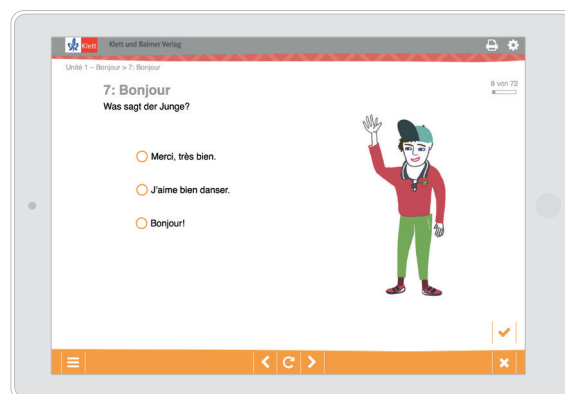 Klett
Klett und Balmer Verlag
Unité 1 – Bonjour > 7: Bonjour
8 von 72
7: Bonjour
Was sagt der Junge?
Merci, très bien.
J'aime bien danser.
Bonjour!